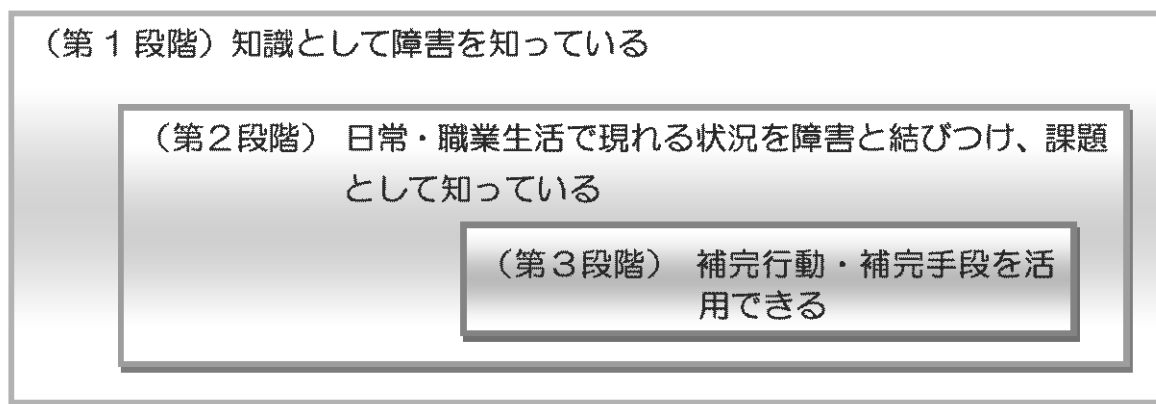 （第１段階）知識として障害を知っている
（第２段階）　日常・職業生活で現れる状況を障害と結びつけ、課題
として知っている
（第３段階）　補完行動・補完手段を活
用できる